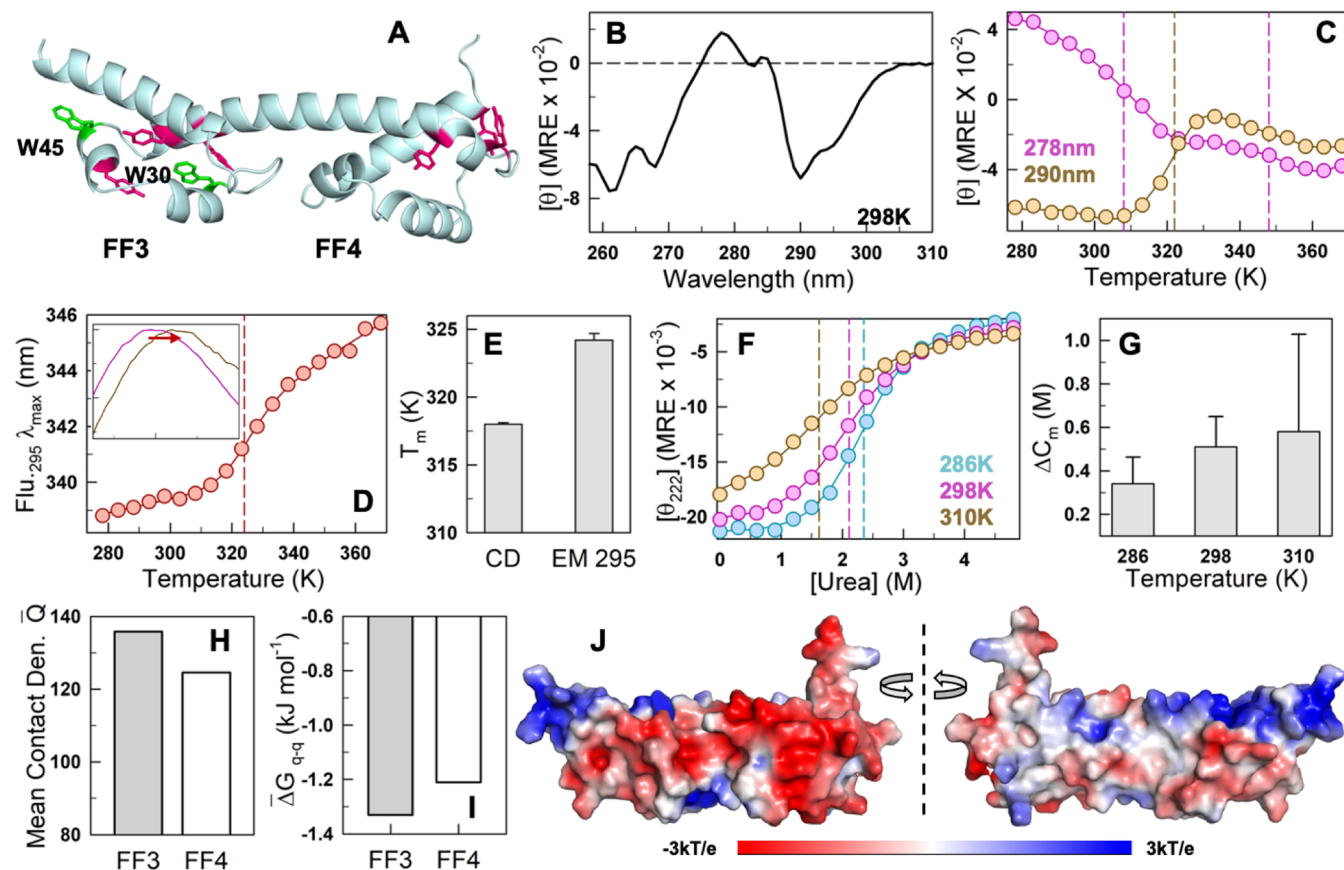 A
W45
W30
FF3
FF4
B
[θ] (MRE x 10⁻²)
0
-4
-8
298K
260 270 280 290 300 310
Wavelength (nm)
C
[θ] (MRE x 10⁻²)
4
0
-4
278nm
290nm
280 300 320 340 360
Temperature (K)
D
Flu.₂₉₅ λmax (nm)
346
344
342
340
280 300 320 340 360
Temperature (K)
E
Tm (K)
325
320
315
310
CD EM 295
F
[θ₂₂₂] (MRE x 10⁻³)
-5
-10
-15
-20
286K
298K
310K
0 1 2 3 4
[Urea] (M)
G
ΔCm (M)
1.0
0.8
0.6
0.4
0.2
286 298 310
Temperature (K)
H
Mean Contact Den. Q̅
140
120
100
80
FF3 FF4
I
Δ̅G q-q (kJ mol⁻¹)
-0.6
-0.8
-1.0
-1.2
-1.4
FF3 FF4
J
-3kT/e 3kT/e